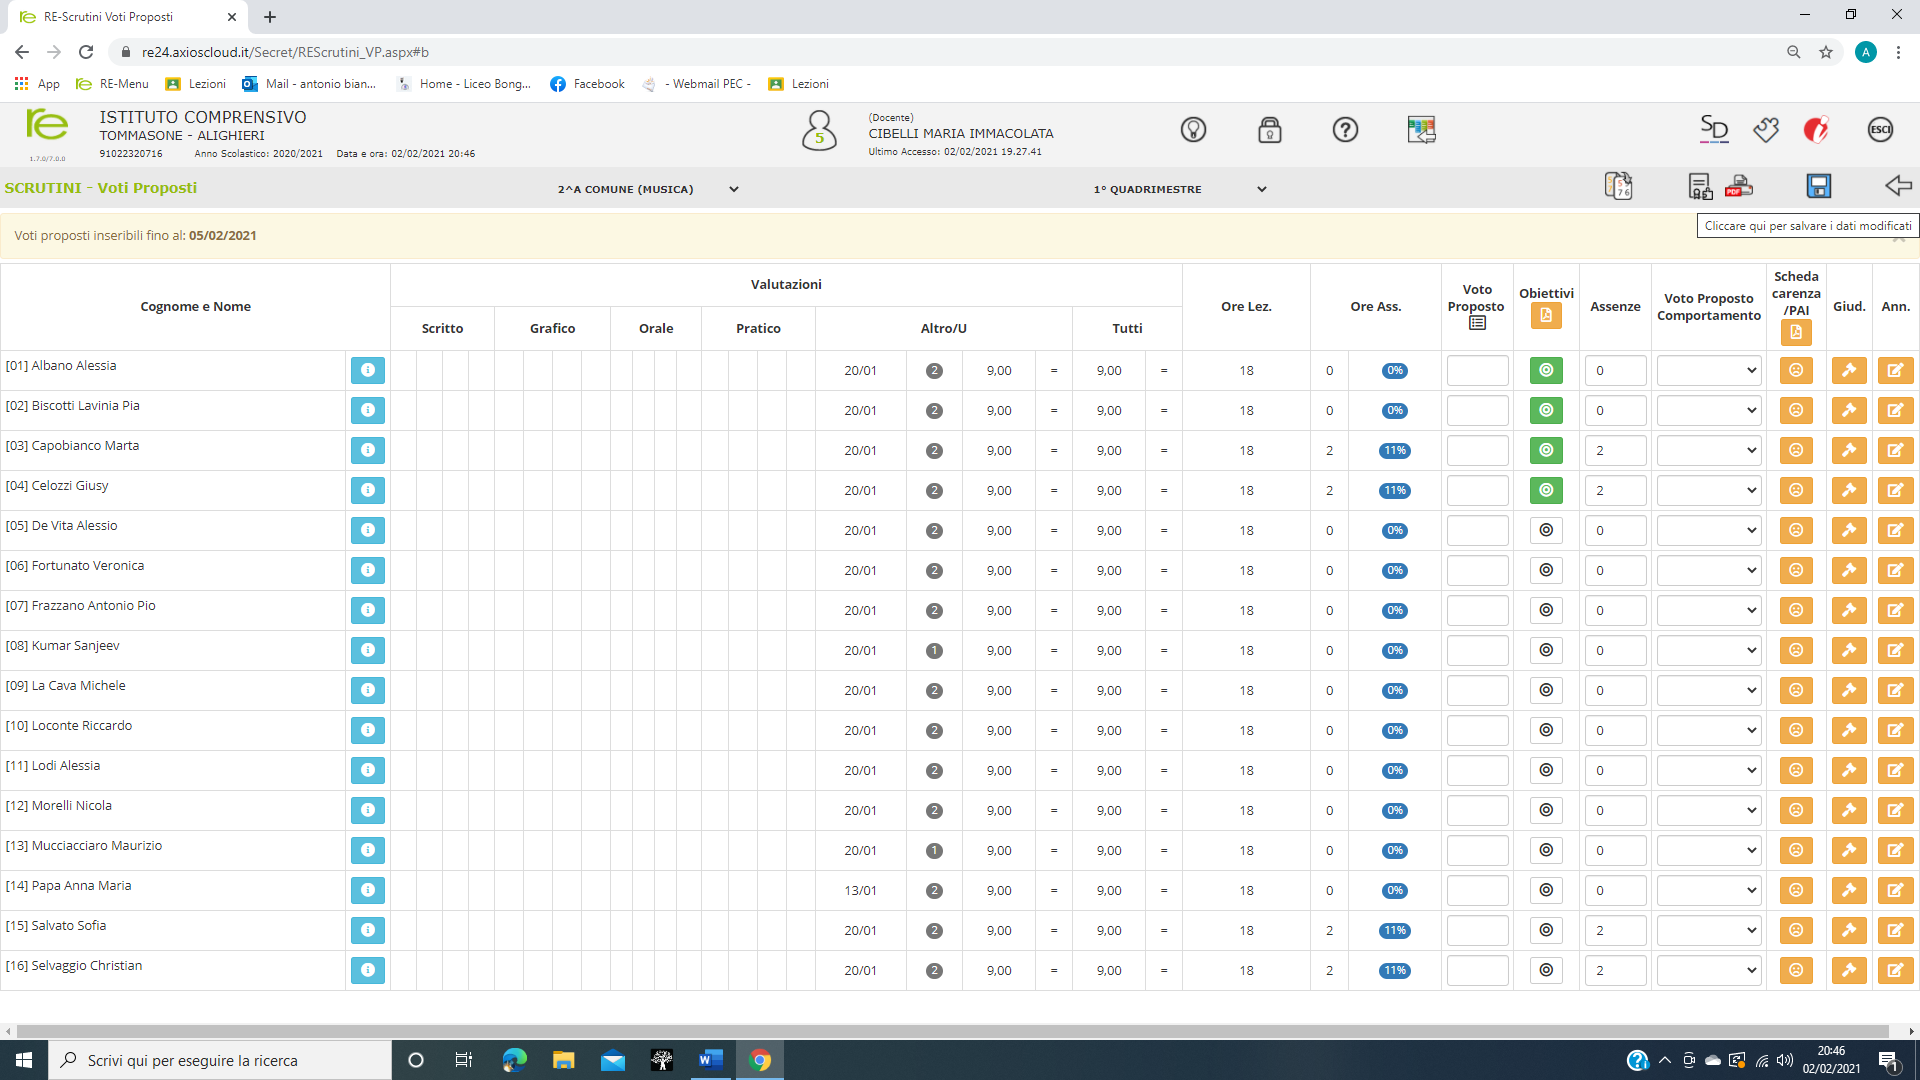 RE-Scrutini Voti Proposti
re24.axioscloud.it/Secret/REScrutini_VP.aspx#b
A
App RE-Menu Lezioni Mail - antonio bian... Home - Liceo Bong... Facebook - Webmail PEC - Lezioni
re ISTITUTO COMPRENSIVO
TOMMASONE - ALIGHIERI
91022320716 Anno Scolastico: 2020/2021 Data e ora: 02/02/2021 20:46
1.7.0/7.0.0
5
(Docente)
CIBELLI MARIA IMMACOLATA
Ultimo Accesso: 02/02/2021 19.27.41
SD
ESCI
SCRUTINI - Voti Proposti 2^A COMUNE (MUSICA) 1° QUADRIMESTRE
PDF
Voti proposti inseribili fino al: 05/02/2021
Cliccare qui per salvare i dati modificati
Cognome e Nome Valutazioni Ore Lez. Ore Ass. Voto Proposto Obiettivi Assenze Voto Proposto Comportamento Scheda carenza /PAI Giud. Ann.
Scritto Grafico Orale Pratico Altro/U Tutti
[01] Albano Alessia 20/01 2 9,00 = 9,00 = 18 0 0% 0
[02] Biscotti Lavinia Pia 20/01 2 9,00 = 9,00 = 18 0 0% 0
[03] Capobianco Marta 20/01 2 9,00 = 9,00 = 18 2 11% 2
[04] Celozzi Giusy 20/01 2 9,00 = 9,00 = 18 2 11% 2
[05] De Vita Alessio 20/01 2 9,00 = 9,00 = 18 0 0% 0
[06] Fortunato Veronica 20/01 2 9,00 = 9,00 = 18 0 0% 0
[07] Frazzano Antonio Pio 20/01 2 9,00 = 9,00 = 18 0 0% 0
[08] Kumar Sanjeev 20/01 1 9,00 = 9,00 = 18 0 0% 0
[09] La Cava Michele 20/01 2 9,00 = 9,00 = 18 0 0% 0
[10] Loconte Riccardo 20/01 2 9,00 = 9,00 = 18 0 0% 0
[11] Lodi Alessia 20/01 2 9,00 = 9,00 = 18 0 0% 0
[12] Morelli Nicola 20/01 2 9,00 = 9,00 = 18 0 0% 0
[13] Mucciacciaro Maurizio 20/01 1 9,00 = 9,00 = 18 0 0% 0
[14] Papa Anna Maria 13/01 2 9,00 = 9,00 = 18 0 0% 0
[15] Salvato Sofia 20/01 2 9,00 = 9,00 = 18 2 11% 2
[16] Selvaggio Christian 20/01 2 9,00 = 9,00 = 18 2 11% 2
Scrivi qui per eseguire la ricerca
20:46
02/02/2021
1